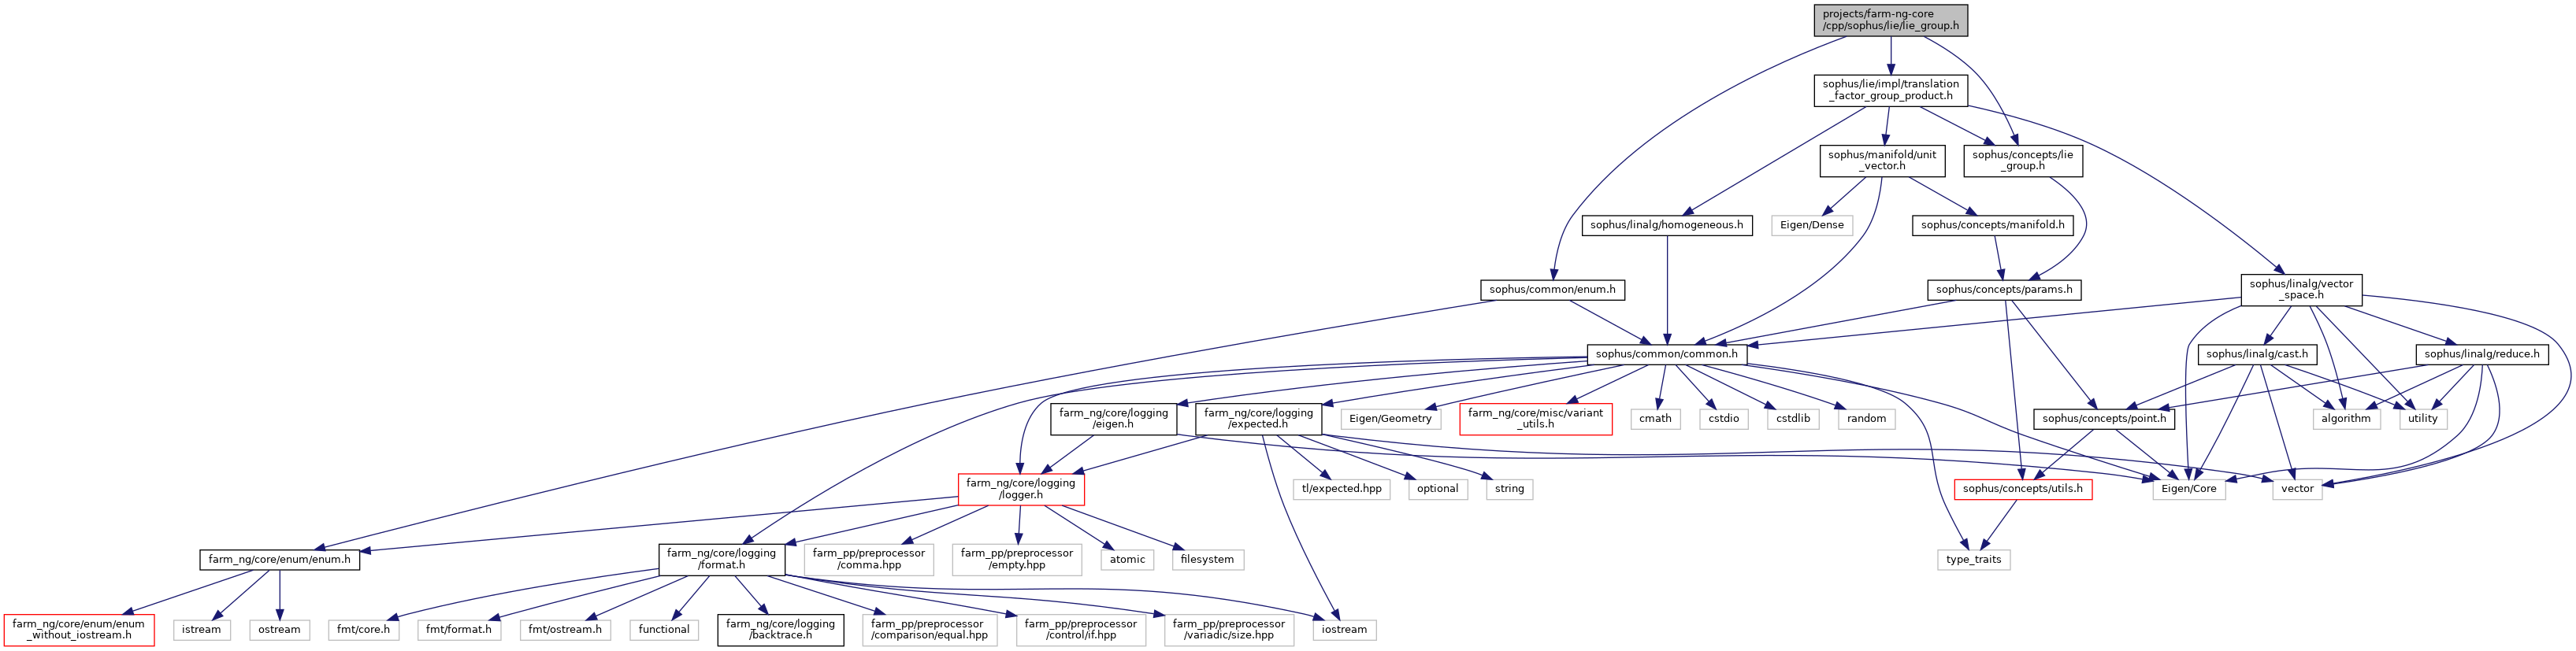 projects/farm-ng-core
/cpp/sophus/lie/lie_group.h
sophus/lie/impl/translation
_factor_group_product.h
sophus/manifold/unit
_vector.h
sophus/concepts/lie
_group.h
sophus/linalg/homogeneous.h
Eigen/Dense
sophus/concepts/manifold.h
sophus/common/enum.h
sophus/concepts/params.h
sophus/linalg/vector
_space.h
sophus/common/common.h
sophus/linalg/cast.h
sophus/linalg/reduce.h
farm_ng/core/logging
/eigen.h
farm_ng/core/logging
/expected.h
Eigen/Geometry
farm_ng/core/misc/variant
_utils.h
cmath
cstdio
cstdlib
random
sophus/concepts/point.h
algorithm
utility
farm_ng/core/logging
/logger.h
tl/expected.hpp
optional
string
sophus/concepts/utils.h
Eigen/Core
vector
farm_ng/core/enum/enum.h
farm_ng/core/logging
/format.h
farm_pp/preprocessor
/comma.hpp
farm_pp/preprocessor
/empty.hpp
atomic
filesystem
type_traits
farm_ng/core/enum/enum
_without_iostream.h
istream
ostream
fmt/core.h
fmt/format.h
fmt/ostream.h
functional
farm_ng/core/logging
/backtrace.h
farm_pp/preprocessor
/comparison/equal.hpp
farm_pp/preprocessor
/control/if.hpp
farm_pp/preprocessor
/variadic/size.hpp
iostream